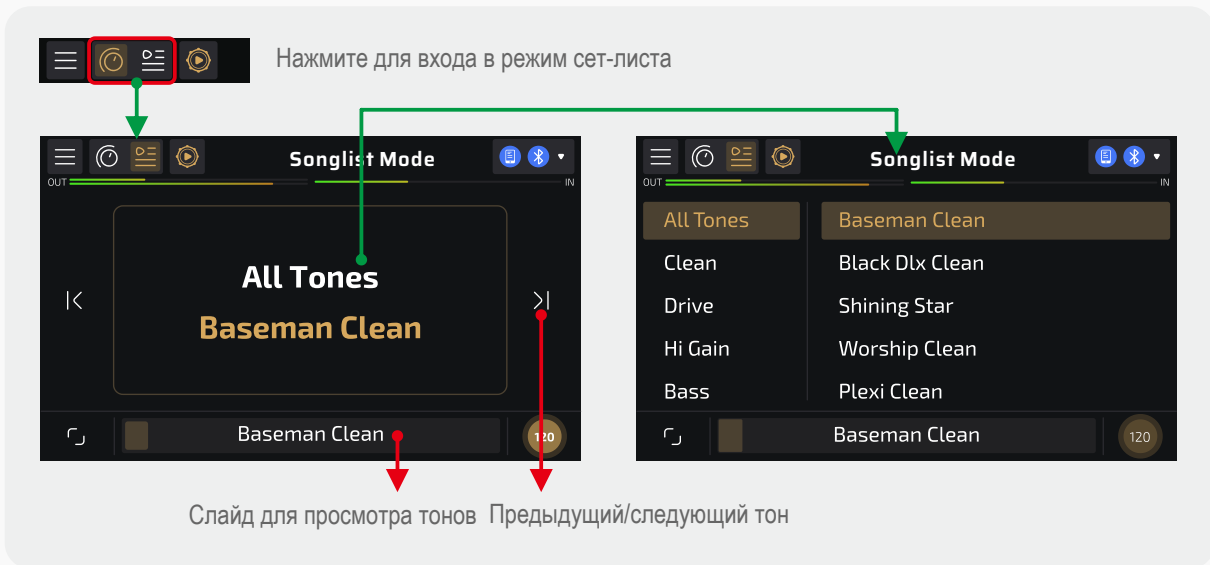 Нажмите для входа в режим сет-листа
Songlist Mode
OUT
IN
All Tones
Baseman Clean
Baseman Clean
120
Songlist Mode
OUT
IN
All Tones
Clean
Drive
Hi Gain
Bass
Baseman Clean
Black Dlx Clean
Shining Star
Worship Clean
Plexi Clean
Baseman Clean
120
Слайд для просмотра тонов
Предыдущий/следующий тон